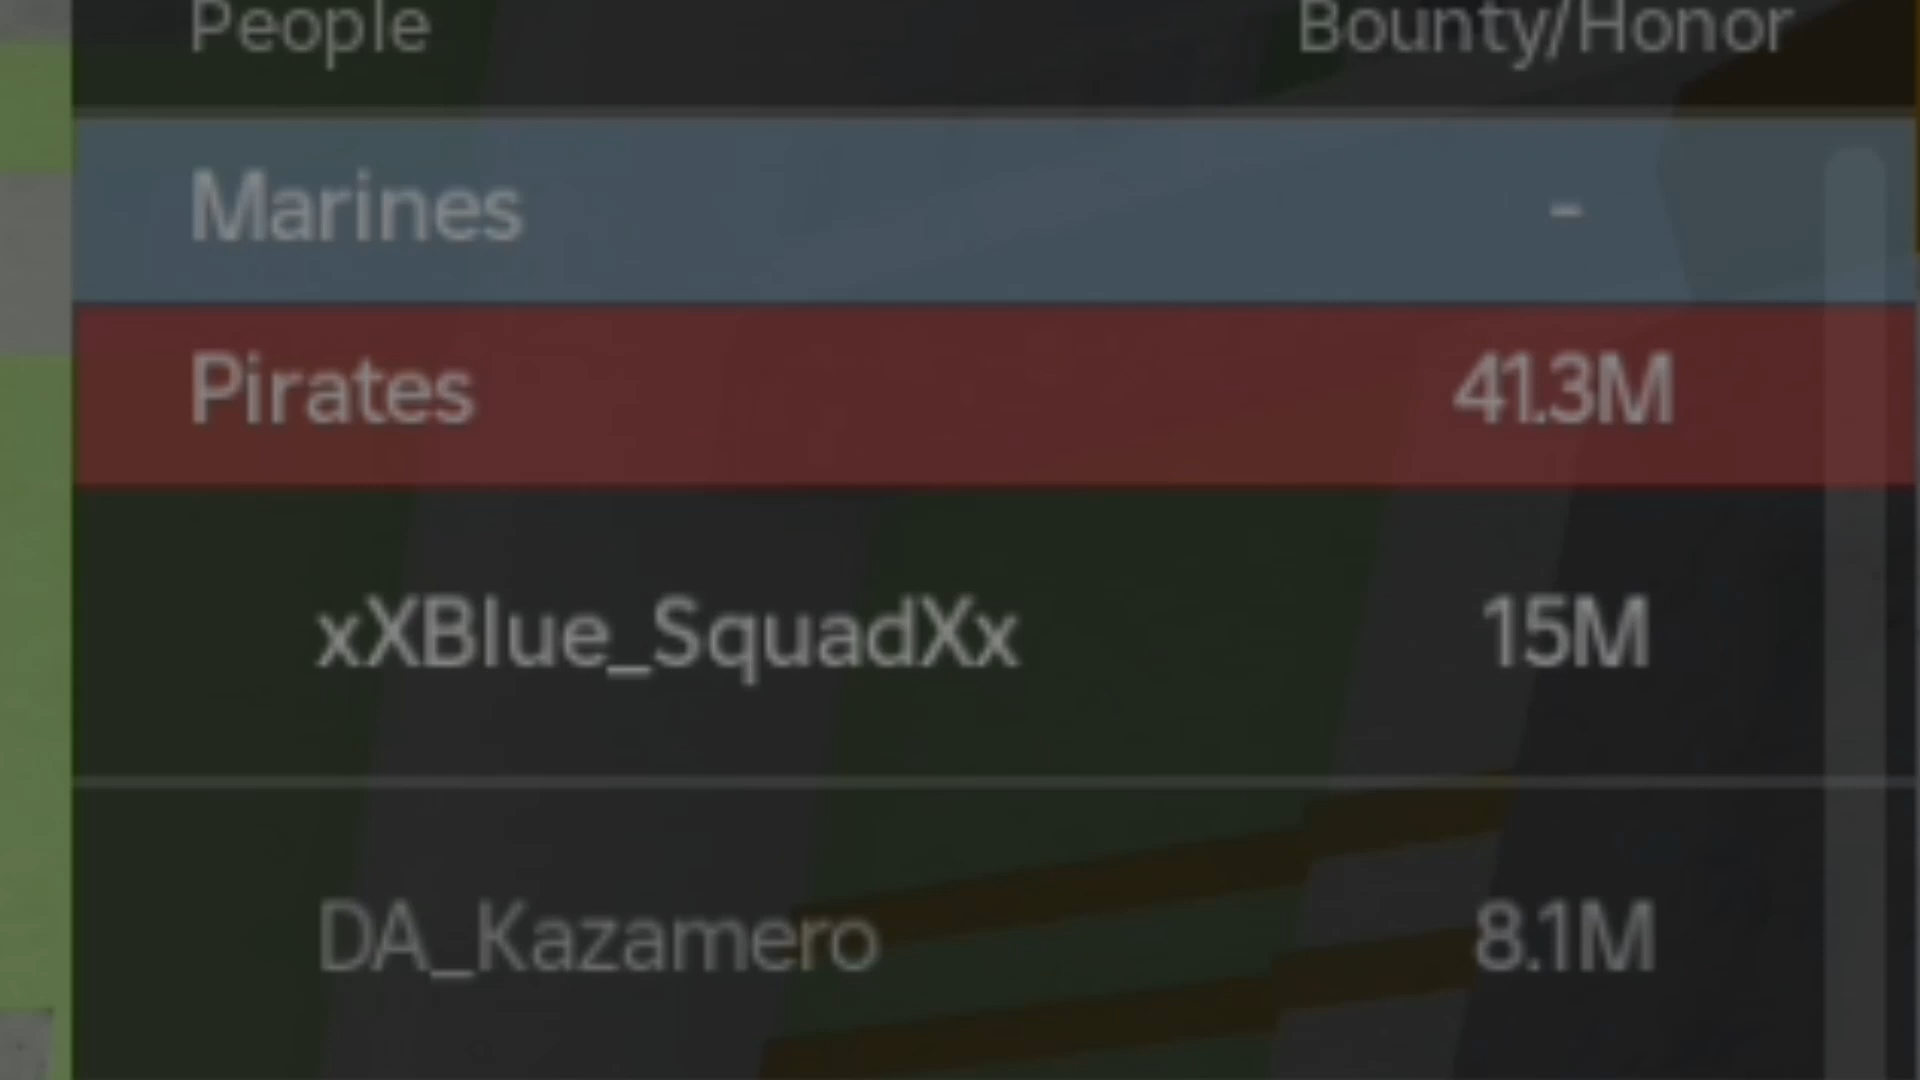 People Bounty/Honor
Marines -
Pirates 41.3M
xXBlue_SquadXx 15M
DA_Kazamero 8.1M